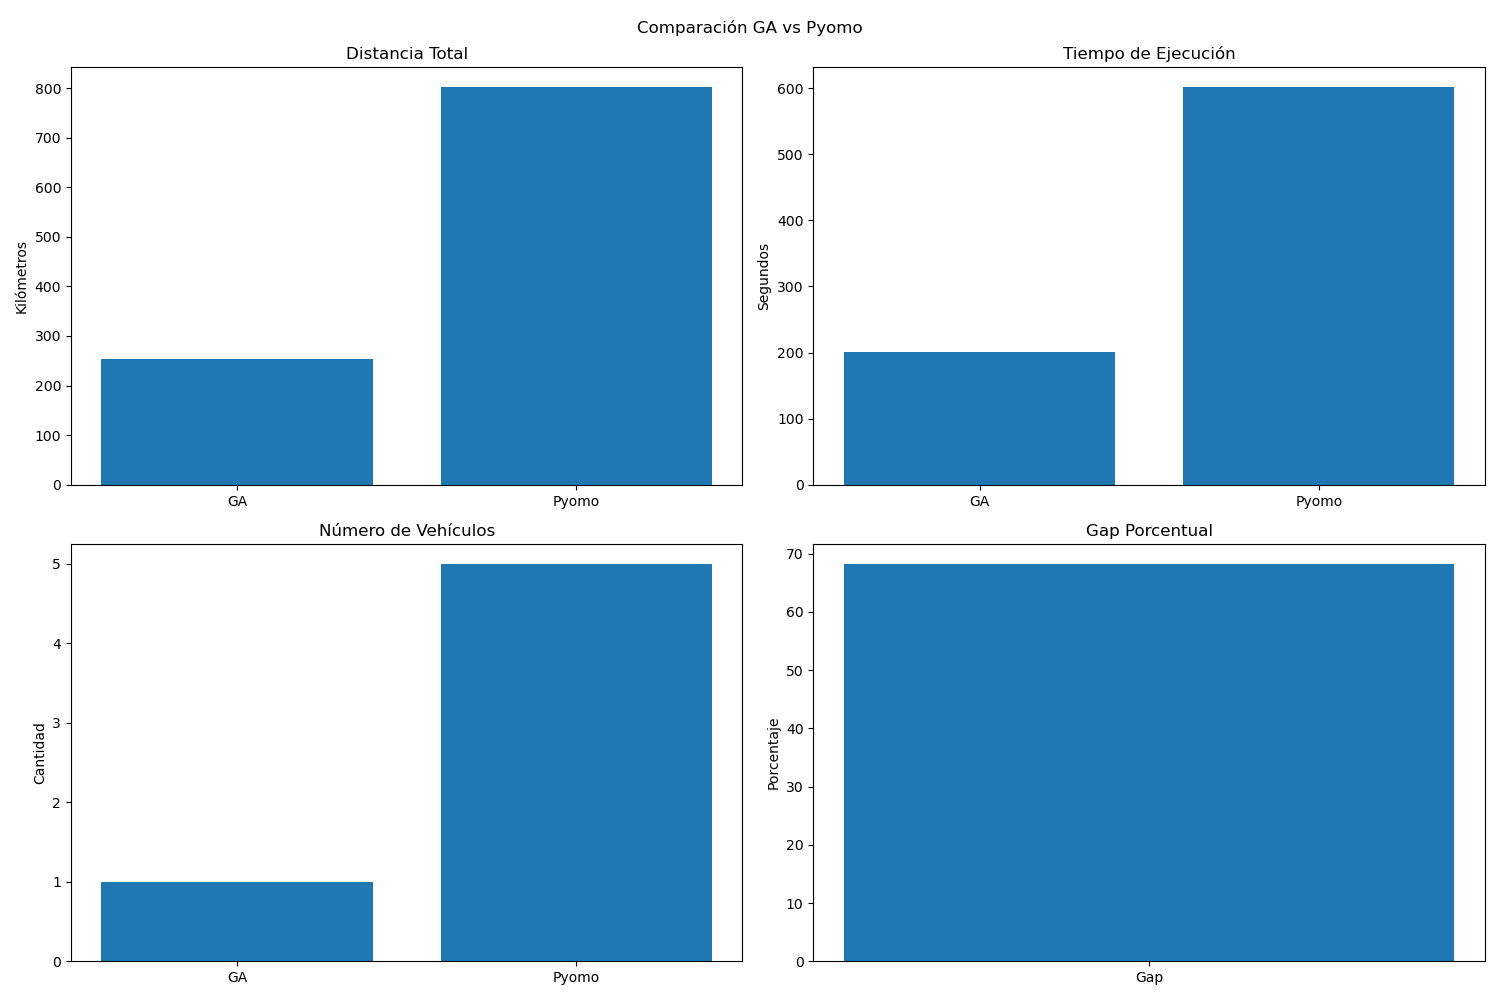 Comparación GA vs Pyomo
Distancia Total
Kilómetros
800
700
600
500
400
300
200
100
0
GA
Pyomo
Tiempo de Ejecución
Segundos
600
500
400
300
200
100
0
GA
Pyomo
Número de Vehículos
Cantidad
5
4
3
2
1
0
GA
Pyomo
Gap Porcentual
Porcentaje
70
60
50
40
30
20
10
0
Gap